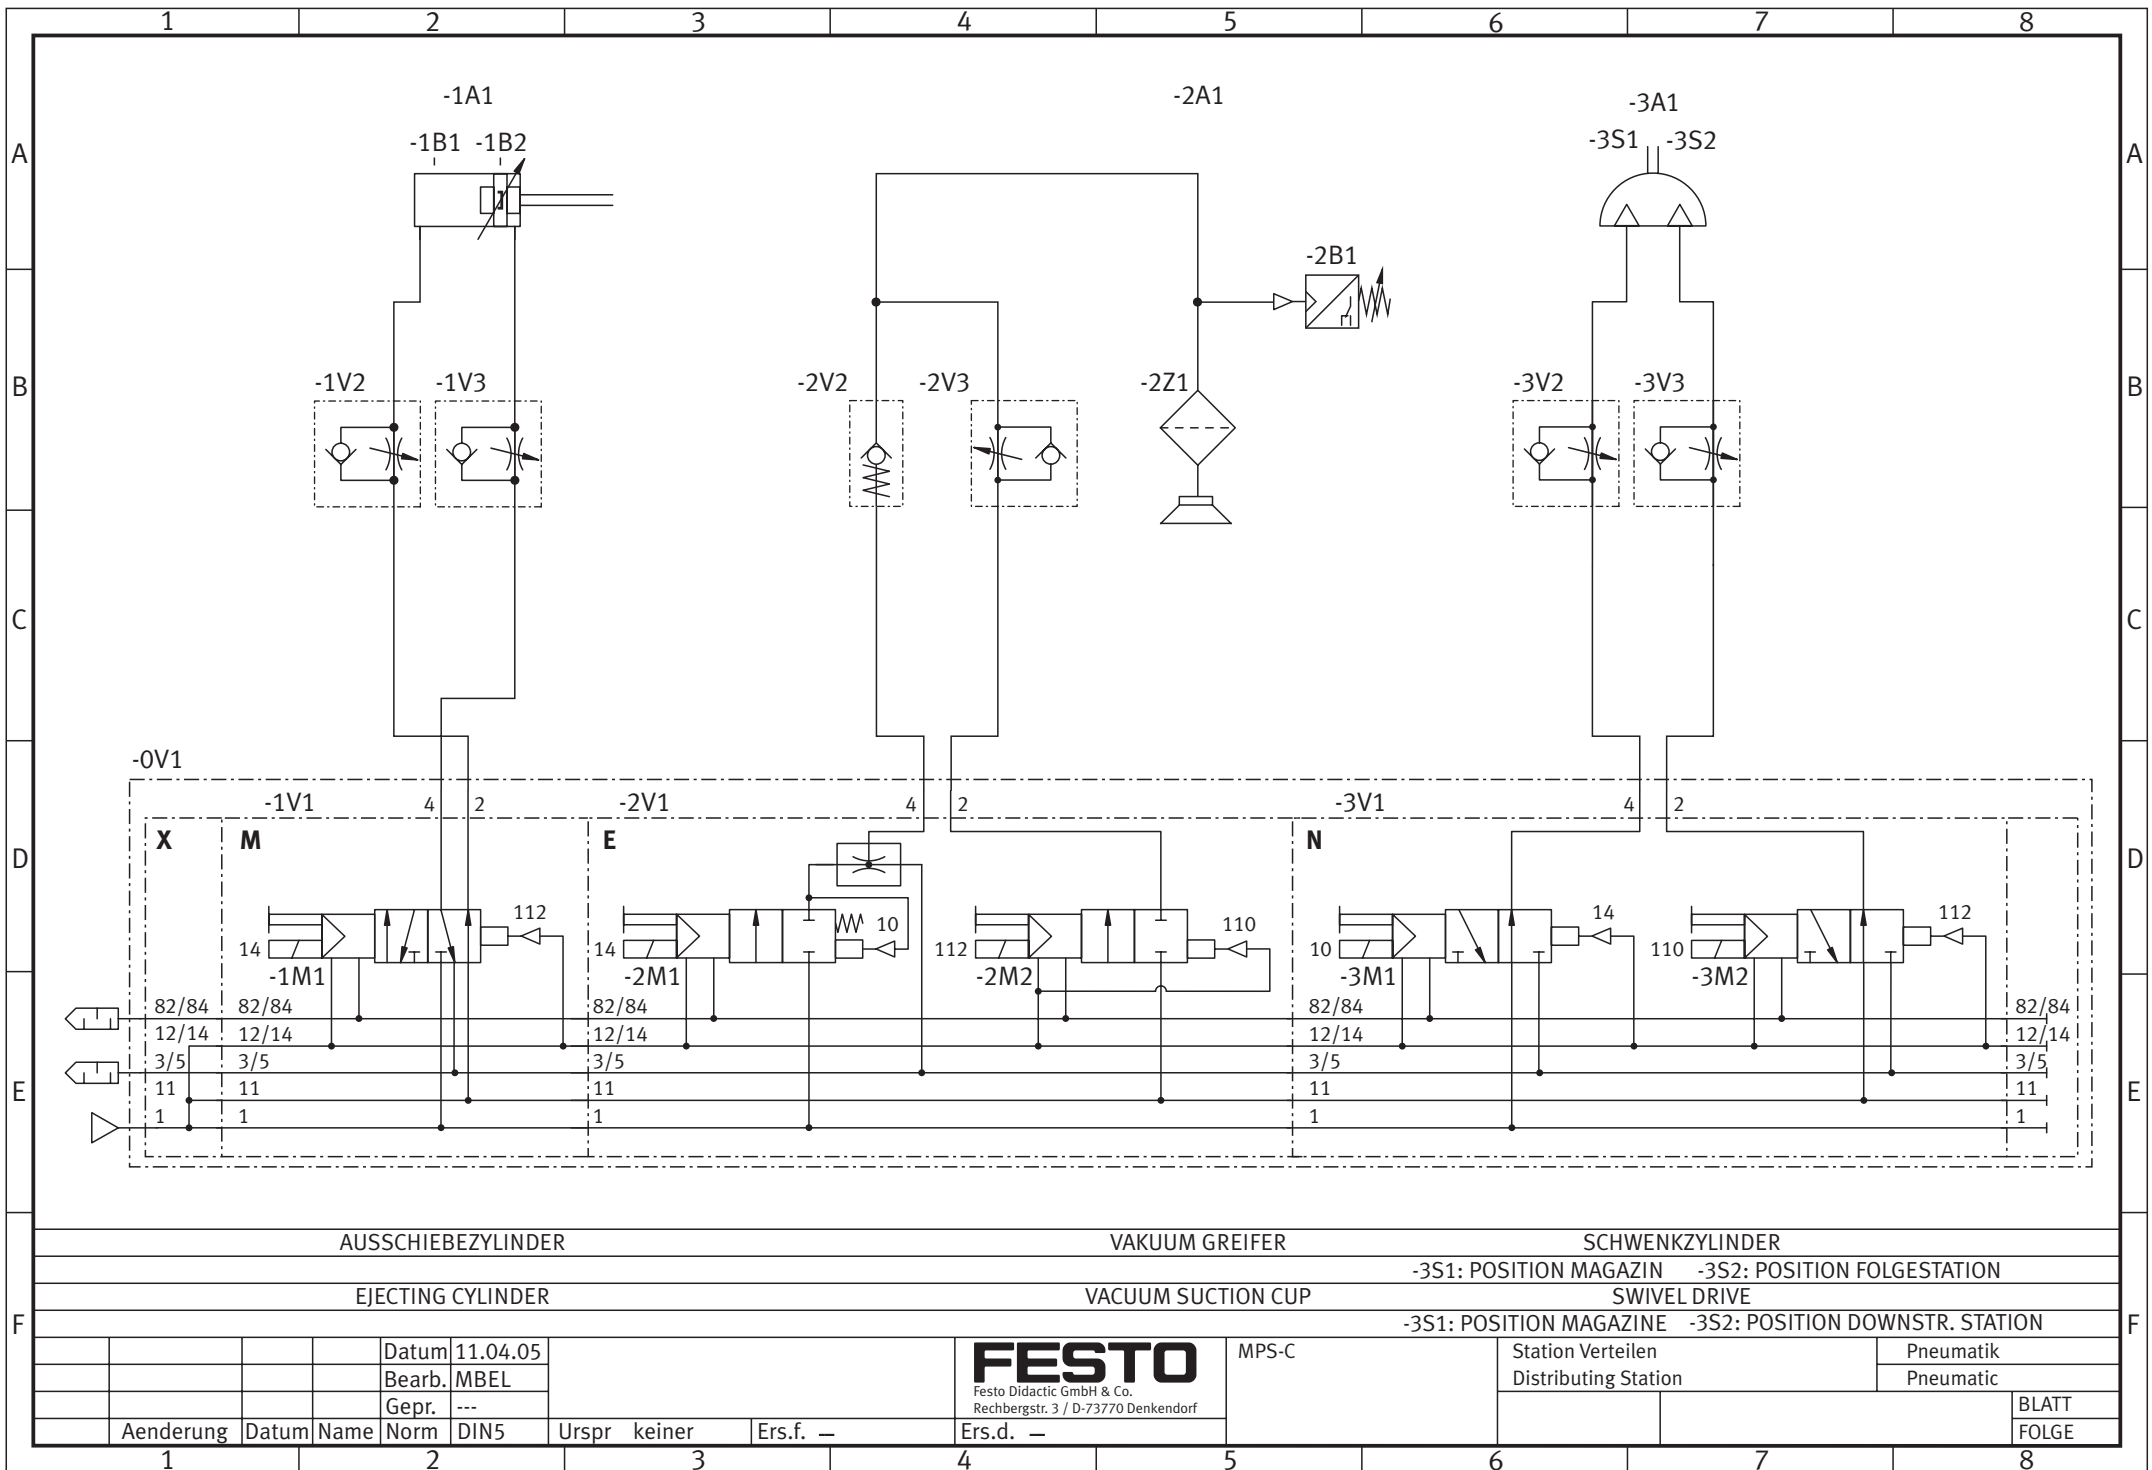 1 2 3 4 5 6 7 8
-1A1 -2A1 -3A1
-1B1 -1B2 -3S1 -3S2
A A
-2B1
-1V2 -1V3 -2V2 -2V3 -2Z1 -3V2 -3V3
B B
C C
-0V1
-1V1 4 2 -2V1 4 2 -3V1 4 2
X M E N
D D
112 10 110 14 112
14 14 112 10 110
-1M1 -2M1 -2M2 -3M1 -3M2
82/84 82/84 82/84 82/84 82/84
12/14 12/14 12/14 12/14 12/14
3/5 3/5 3/5 3/5 3/5
E 11 11 11 11 11 E
1 1 1 1 1
AUSSCHIEBEZYLINDER VAKUUM GREIFER SCHWENKZYLINDER
-3S1: POSITION MAGAZIN -3S2: POSITION FOLGESTATION
EJECTING CYLINDER VACUUM SUCTION CUP SWIVEL DRIVE
F -3S1: POSITION MAGAZINE -3S2: POSITION DOWNSTR. STATION F
Datum 11.04.05 FESTO MPS-C Station Verteilen Pneumatik
Bearb. MBEL Festo Didactic GmbH & Co. Distributing Station Pneumatic
Gepr. --- Rechbergstr. 3 / D-73770 Denkendorf BLATT
Aenderung Datum Name Norm DIN5 Urspr keiner Ers.f. — Ers.d. — FOLGE
1 2 3 4 5 6 7 8